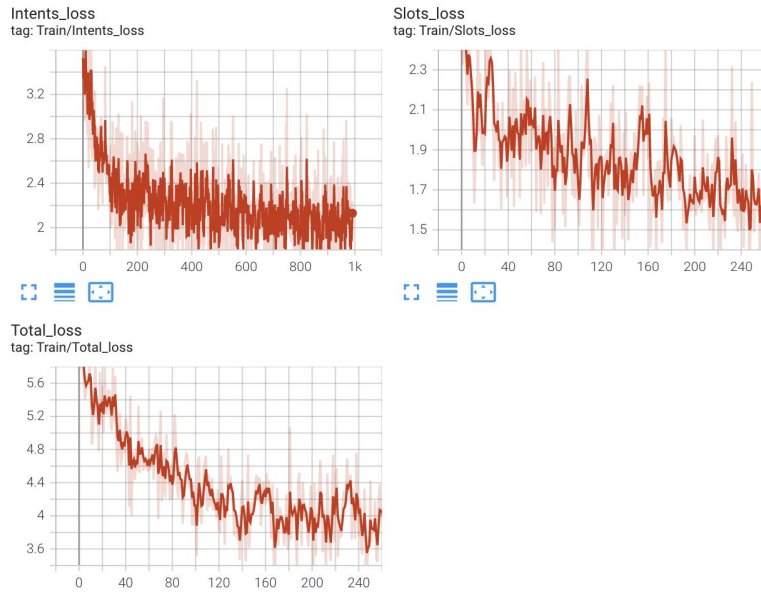 Intents_loss
tag: Train/Intents_loss
3.2
2.8
2.4
2
0 200 400 600 800 1k
Slots_loss
tag: Train/Slots_loss
2.3
2.1
1.9
1.7
1.5
0 40 80 120 160 200 240
Total_loss
tag: Train/Total_loss
5.6
5.2
4.8
4.4
4
3.6
0 40 80 120 160 200 240